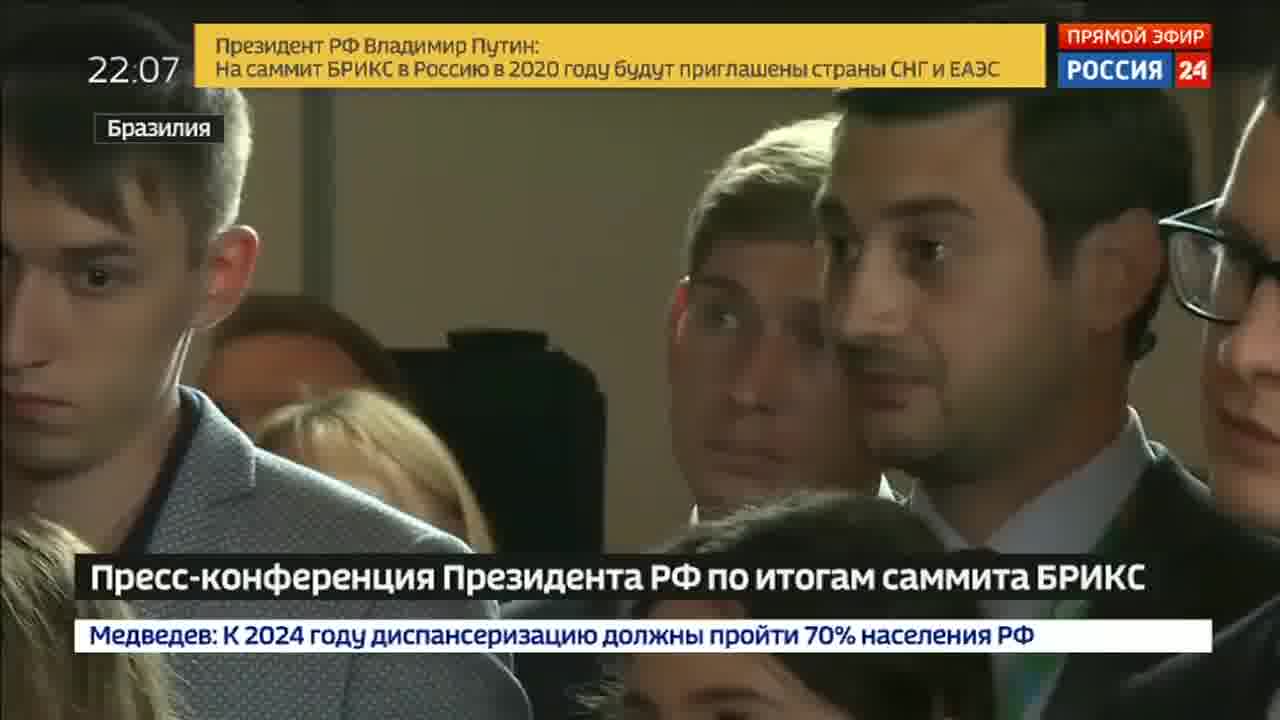 22:07
Президент РФ Владимир Путин:
На саммит БРИКС в Россию в 2020 году будут приглашены страны СНГ и ЕАЭС
ПРЯМОЙ ЭФИР
РОССИЯ 24
Бразилия
Пресс-конференция Президента РФ по итогам саммита БРИКС
Медведев: К 2024 году диспансеризацию должны пройти 70% населения РФ